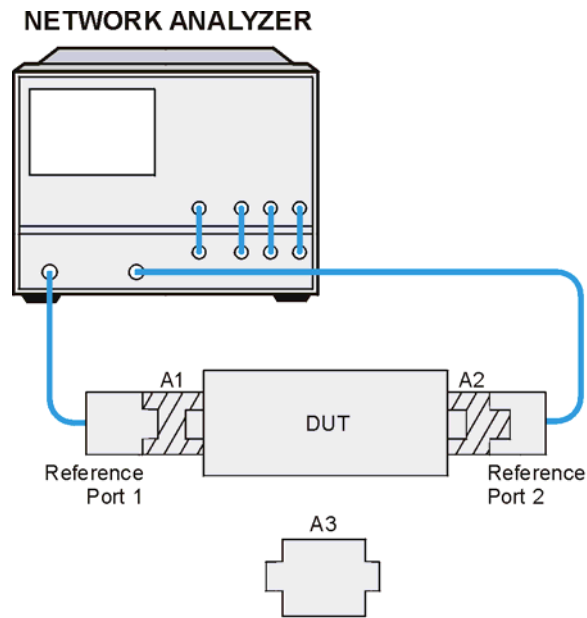 NETWORK ANALYZER
A1
A2
DUT
Reference
Port 1
Reference
Port 2
A3